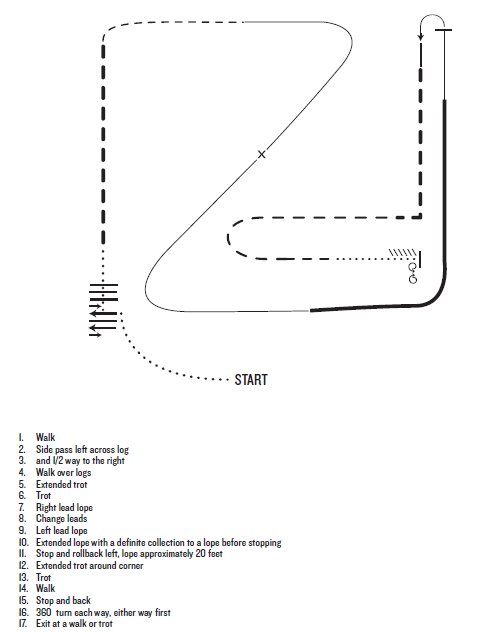 START
1. Walk
2. Side pass left across log
3. and 1/2 way to the right
4. Walk over logs
5. Extended trot
6. Trot
7. Right lead lope
8. Change leads
9. Left lead lope
10. Extended lope with a definite collection to a lope before stopping
11. Stop and rollback left, lope approximately 20 feet
12. Extended trot around corner
13. Trot
14. Walk
15. Stop and back
16. 360 turn each way, either way first
17. Exit at a walk or trot